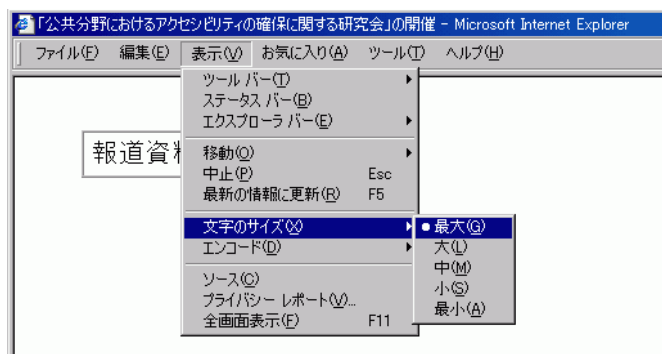 「公共分野におけるアクセシビリティの確保に関する研究会」の開催 - Microsoft Internet Explorer
ファイル(F) 編集(E) 表示(V) お気に入り(A) ツール(T) ヘルプ(H)
ツール バー(T)
ステータス バー(B)
エクスプローラ バー(E)
報道資
移動(O)
中止(P) Esc
最新の情報に更新(R) F5
文字のサイズ(X)
エンコード(D)
ソース(C)
プライバシー レポート(V)...
全画面表示(F) F11
最大(G)
大(L)
中(M)
小(S)
最小(A)